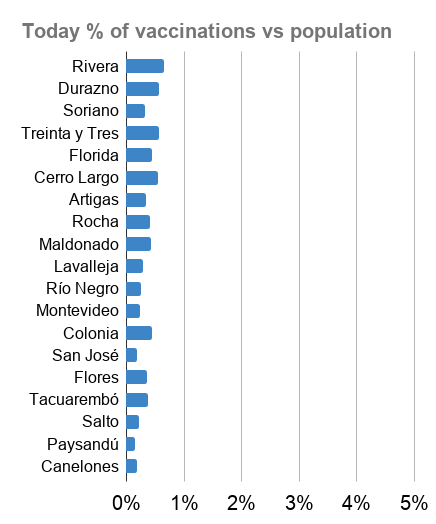 Today % of vaccinations vs population
Rivera
Durazno
Soriano
Treinta y Tres
Florida
Cerro Largo
Artigas
Rocha
Maldonado
Lavalleja
Río Negro
Montevideo
Colonia
San José
Flores
Tacuarembó
Salto
Paysandú
Canelones
0% 1% 2% 3% 4% 5%